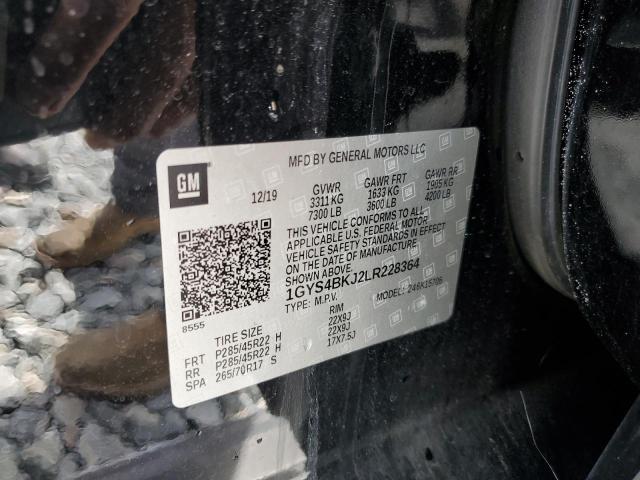 MFD BY GENERAL MOTORS LLC
GM
12/19
GVWR GAWR FRT GAWR RR
3311 KG 1633 KG 1905 KG
7300 LB 3600 LB 4200 LB
THIS VEHICLE CONFORMS TO ALL
APPLICABLE U.S. FEDERAL MOTOR
VEHICLE SAFETY STANDARDS IN EFFECT
ON THE DATE OF MANUFACTURE
SHOWN ABOVE.
1GYS4BKJ2LR228364
TYPE: M.P.V. MODEL: 246K15706
8555
TIRE SIZE RIM
FRT P285/45R22 H 22X9J
RR P285/45R22 H 22X9J
SPA 265/70R17 S 17X7.5J